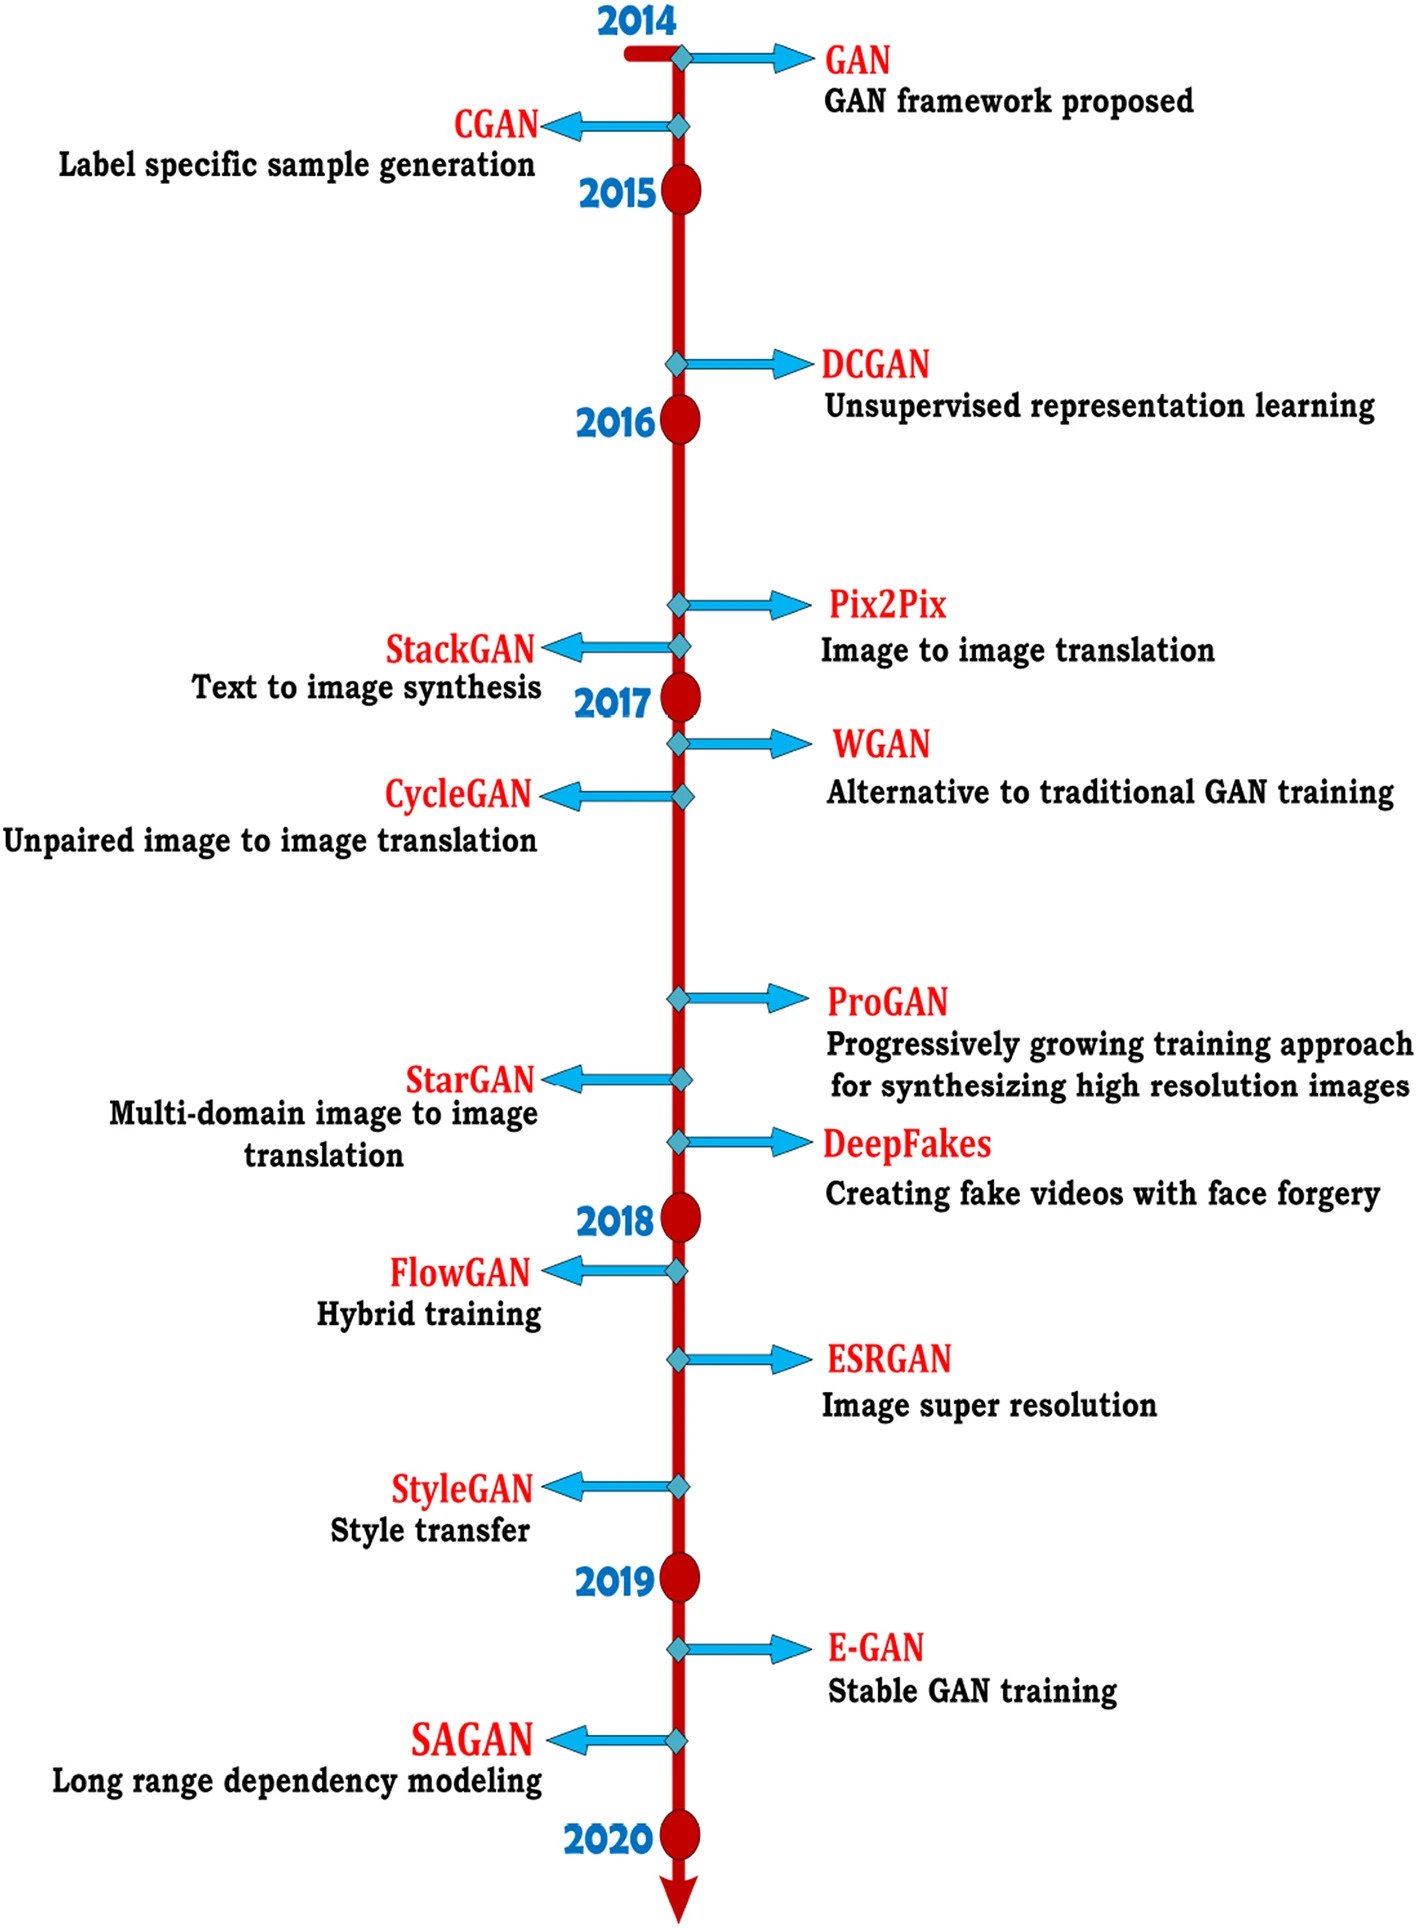 2014
GAN
GAN framework proposed
CGAN
Label specific sample generation
2015
DCGAN
Unsupervised representation learning
2016
Pix2Pix
Image to image translation
StackGAN
Text to image synthesis
2017
WGAN
Alternative to traditional GAN training
CycleGAN
Unpaired image to image translation
ProGAN
Progressively growing training approach
for synthesizing high resolution images
StarGAN
Multi-domain image to image
translation
DeepFakes
Creating fake videos with face forgery
2018
FlowGAN
Hybrid training
ESRGAN
Image super resolution
StyleGAN
Style transfer
2019
E-GAN
Stable GAN training
SAGAN
Long range dependency modeling
2020